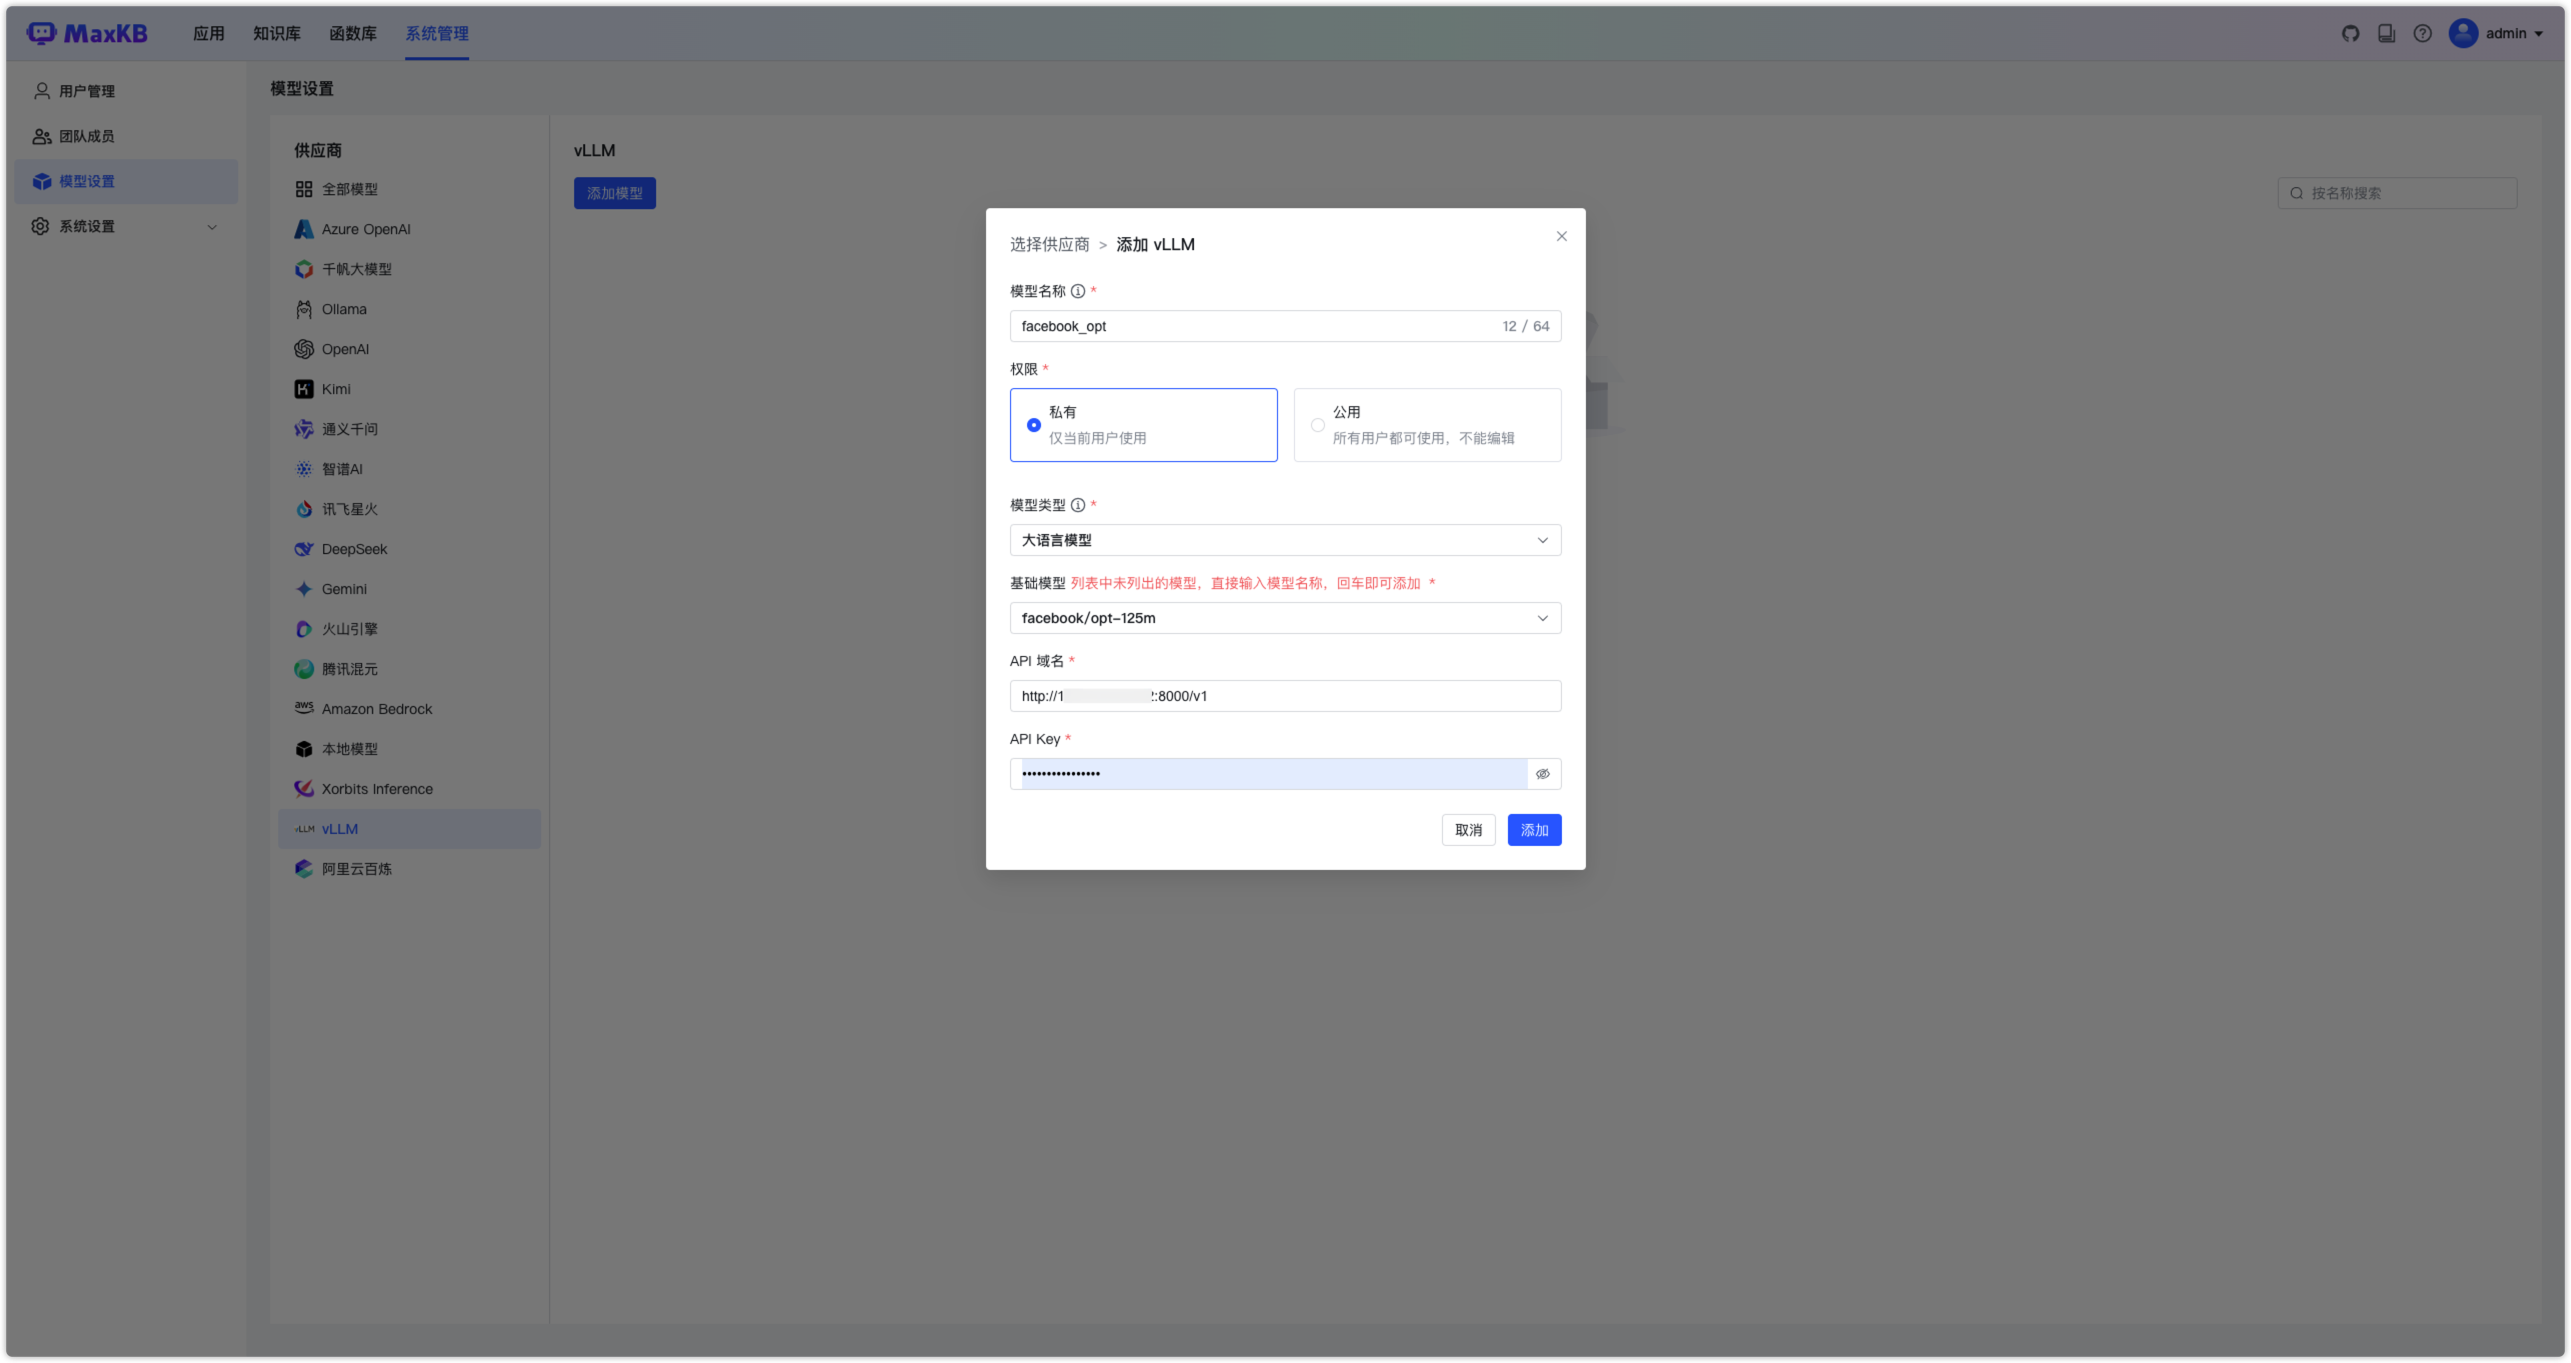 MaxKB 应用 知识库 函数库 系统管理 admin
用户管理
团队成员
模型设置
系统设置
模型设置
供应商
全部模型
Azure OpenAI
千帆大模型
Ollama
OpenAI
Kimi
通义千问
智谱AI
讯飞星火
DeepSeek
Gemini
火山引擎
腾讯混元
aws Amazon Bedrock
本地模型
Xorbits Inference
vLLM vLLM
阿里云百炼
vLLM
添加模型
按名称搜索
选择供应商 > 添加 vLLM
模型名称 *
facebook_opt 12 / 64
权限 *
私有
仅当前用户使用
公用
所有用户都可使用，不能编辑
模型类型 *
大语言模型
基础模型 列表中未列出的模型，直接输入模型名称，回车即可添加 *
facebook/opt-125m
API 域名 *
http://1 :8000/v1
API Key *
••••••••••••••••
取消 添加